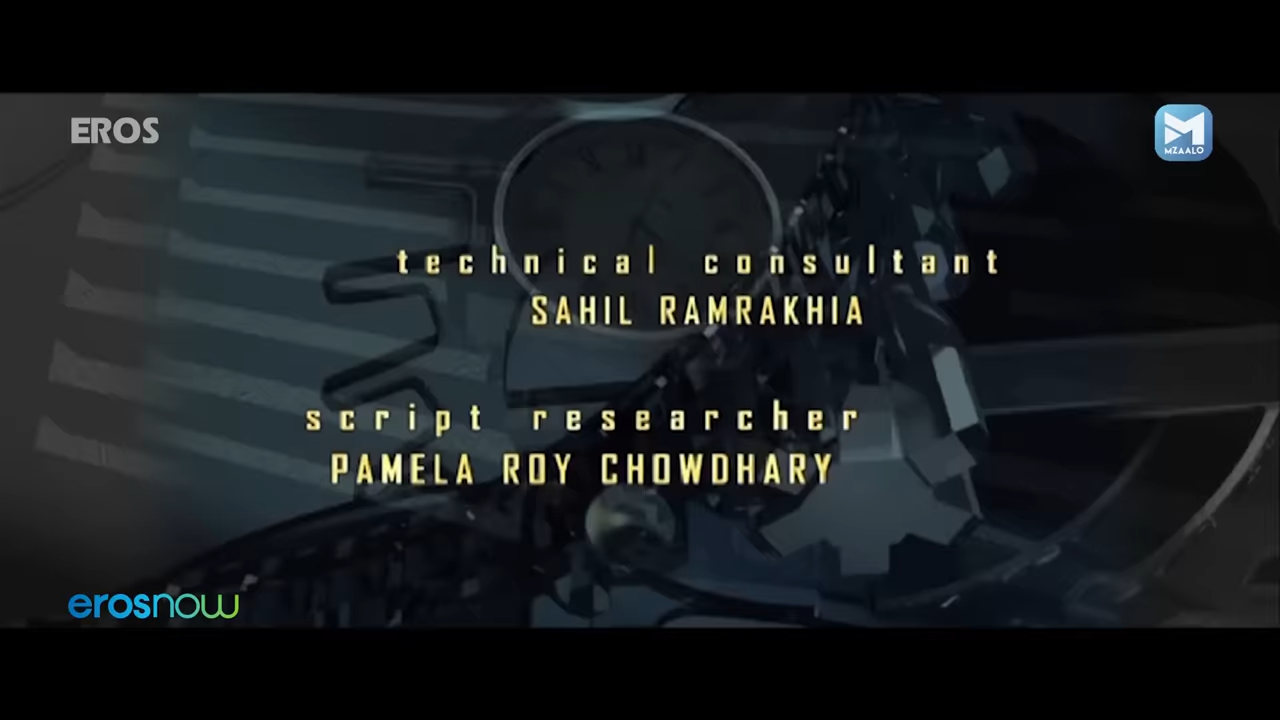 EROS
MZAALO
technical consultant
SAHIL RAMRAKHIA
script researcher
PAMELA ROY CHOWDHARY
erosnow